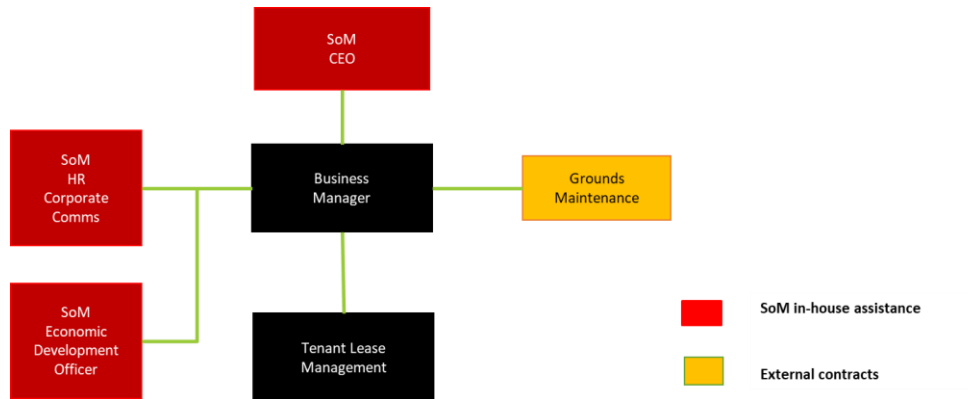 SoM
CEO
SoM
HR
Corporate
Comms
Business
Manager
Grounds
Maintenance
SoM
Economic
Development
Officer
Tenant Lease
Management
SoM in-house assistance
External contracts